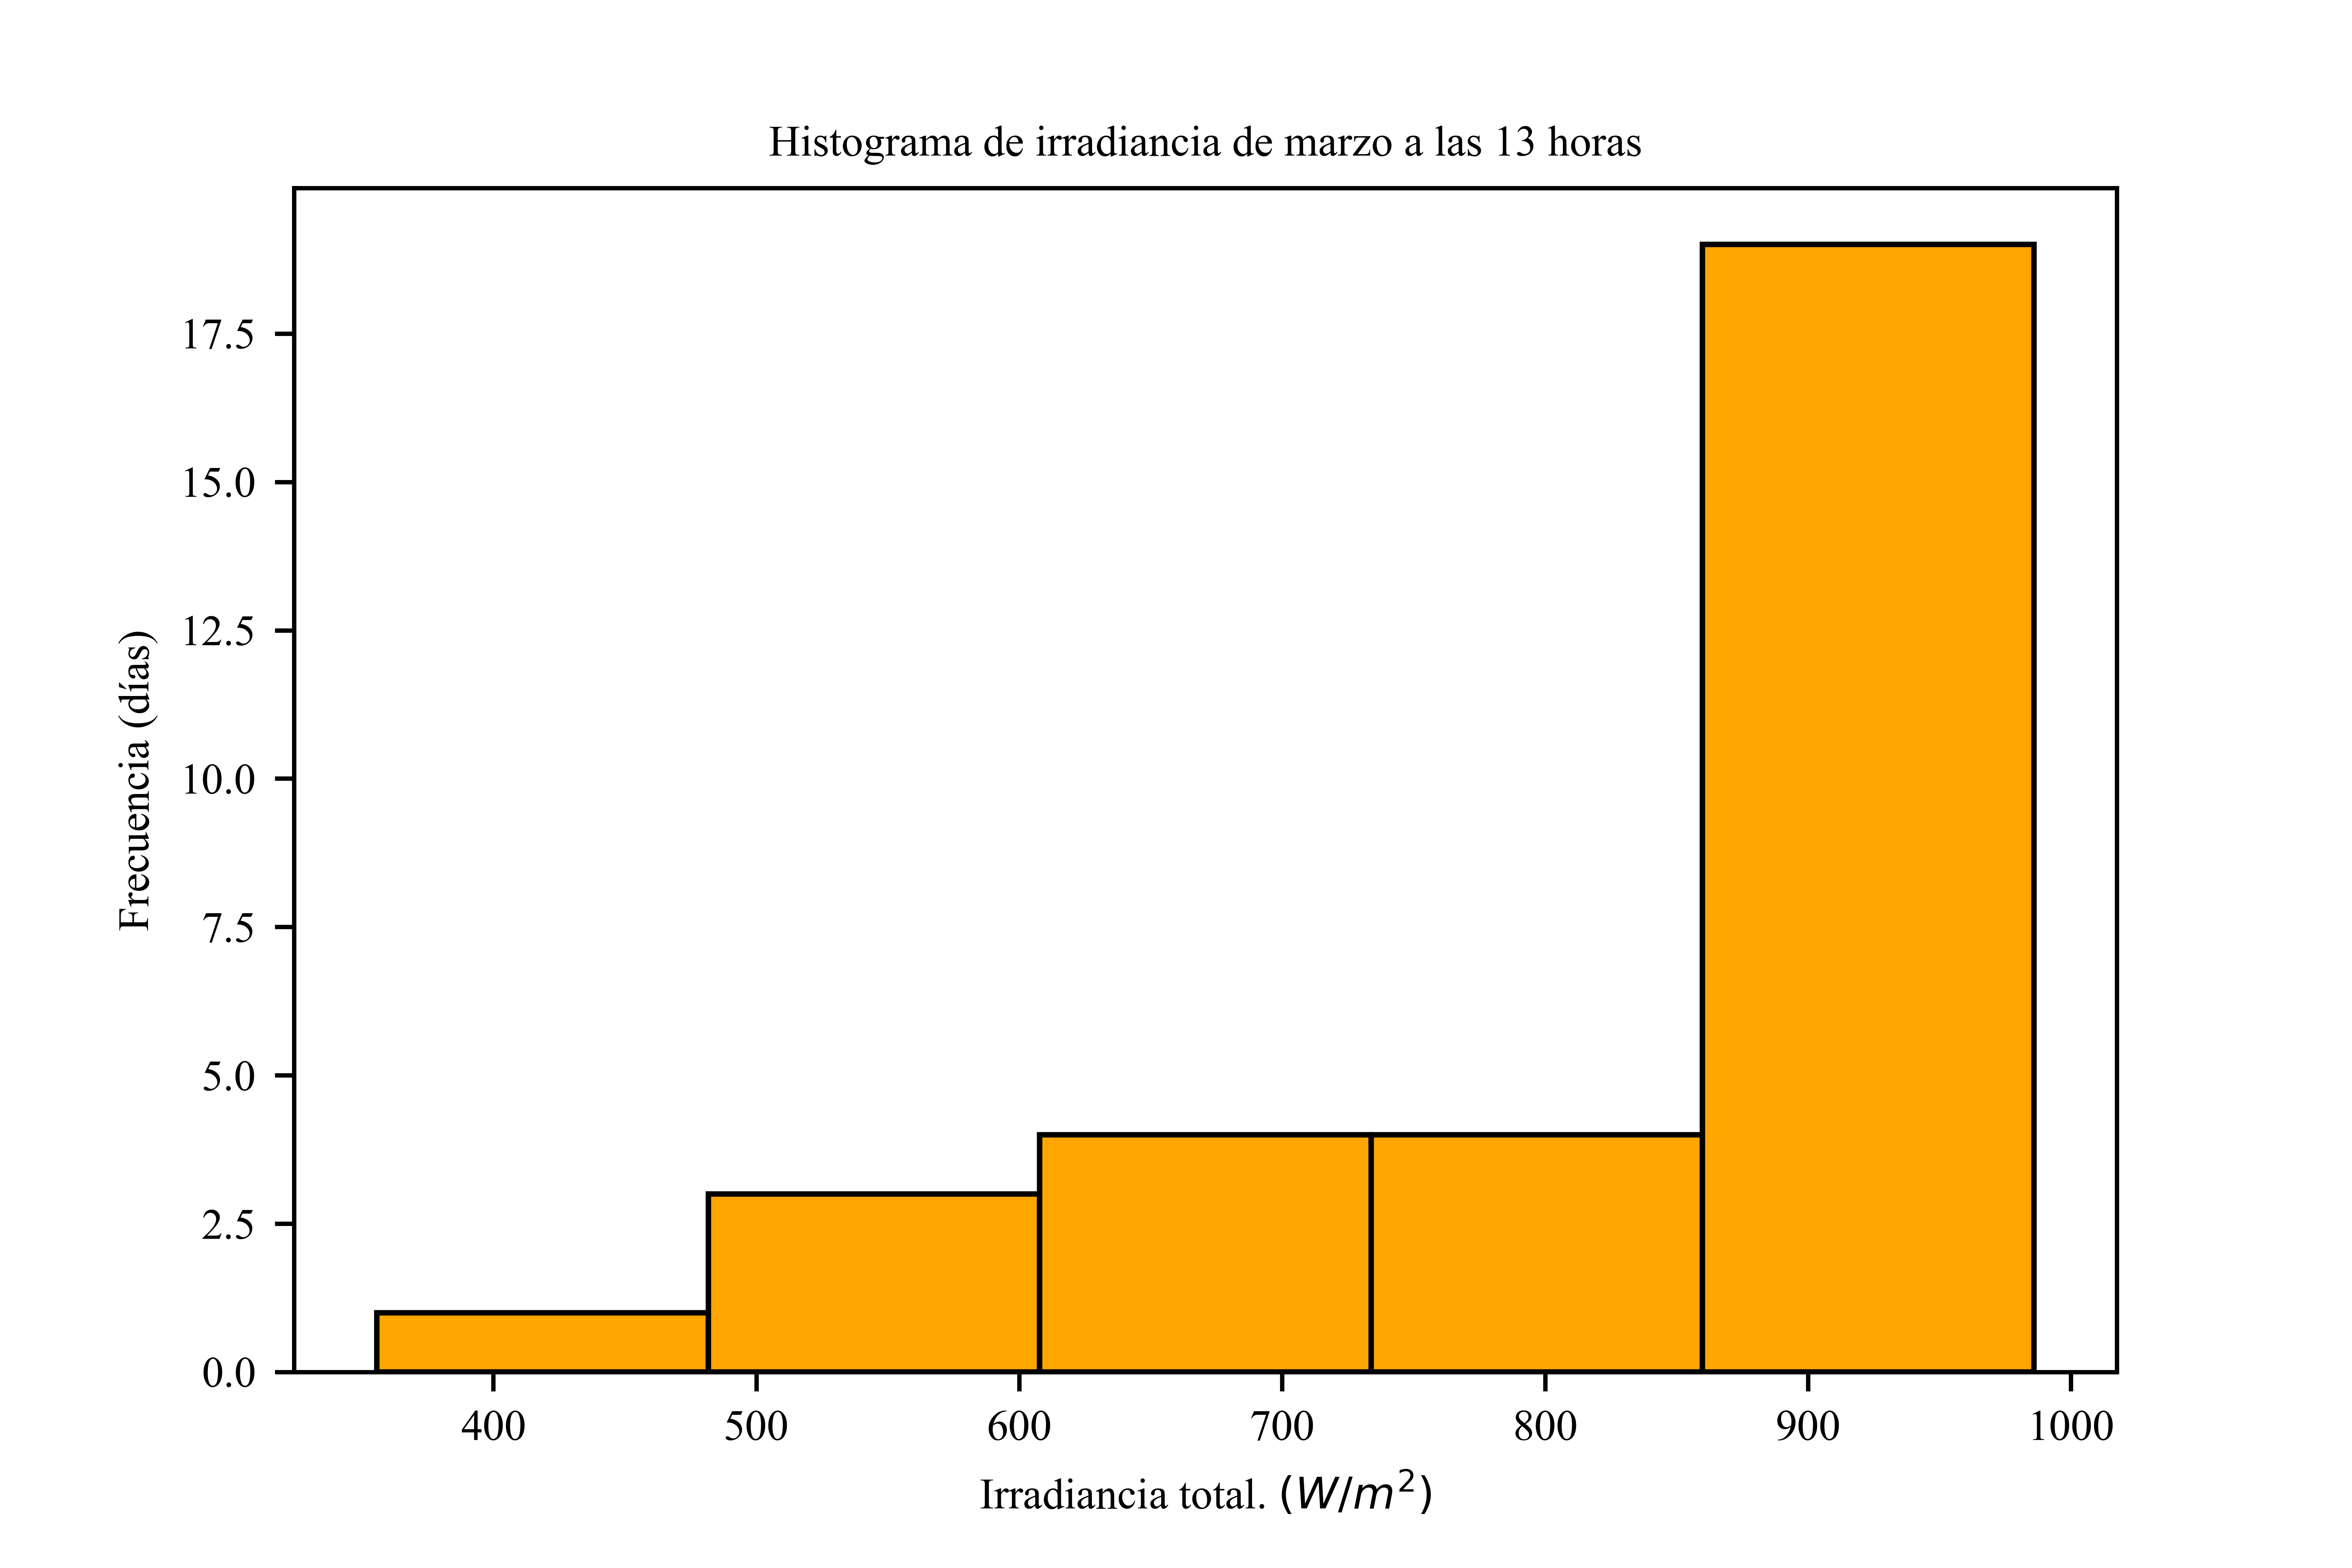 Histograma de irradiancia de marzo a las 13 horas
Frecuencia (días)
17.5
15.0
12.5
10.0
7.5
5.0
2.5
0.0
400 500 600 700 800 900 1000
Irradiancia total. (W/m²)